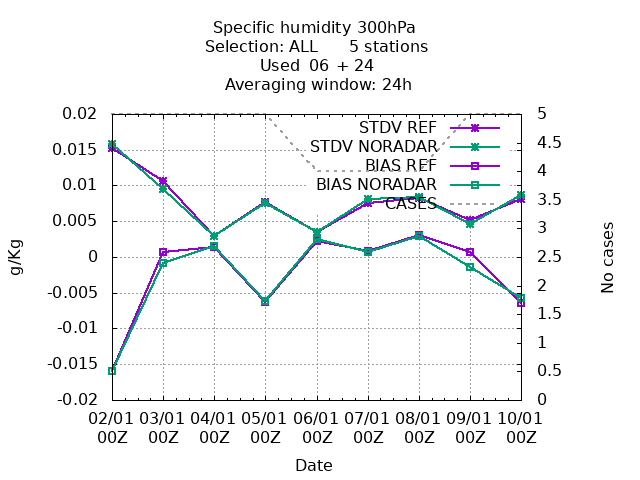 Specific humidity 300hPa
Selection: ALL 5 stations
Used 06 + 24
Averaging window: 24h
0.02
0.015
0.01
0.005
0
-0.005
-0.01
-0.015
-0.02
g/Kg
STDV REF
STDV NORADAR
BIAS REF
BIAS NORADAR
CASES
5
4.5
4
3.5
3
2.5
2
1.5
1
0.5
0
No cases
02/01 03/01 04/01 05/01 06/01 07/01 08/01 09/01 10/01
00Z 00Z 00Z 00Z 00Z 00Z 00Z 00Z 00Z
Date